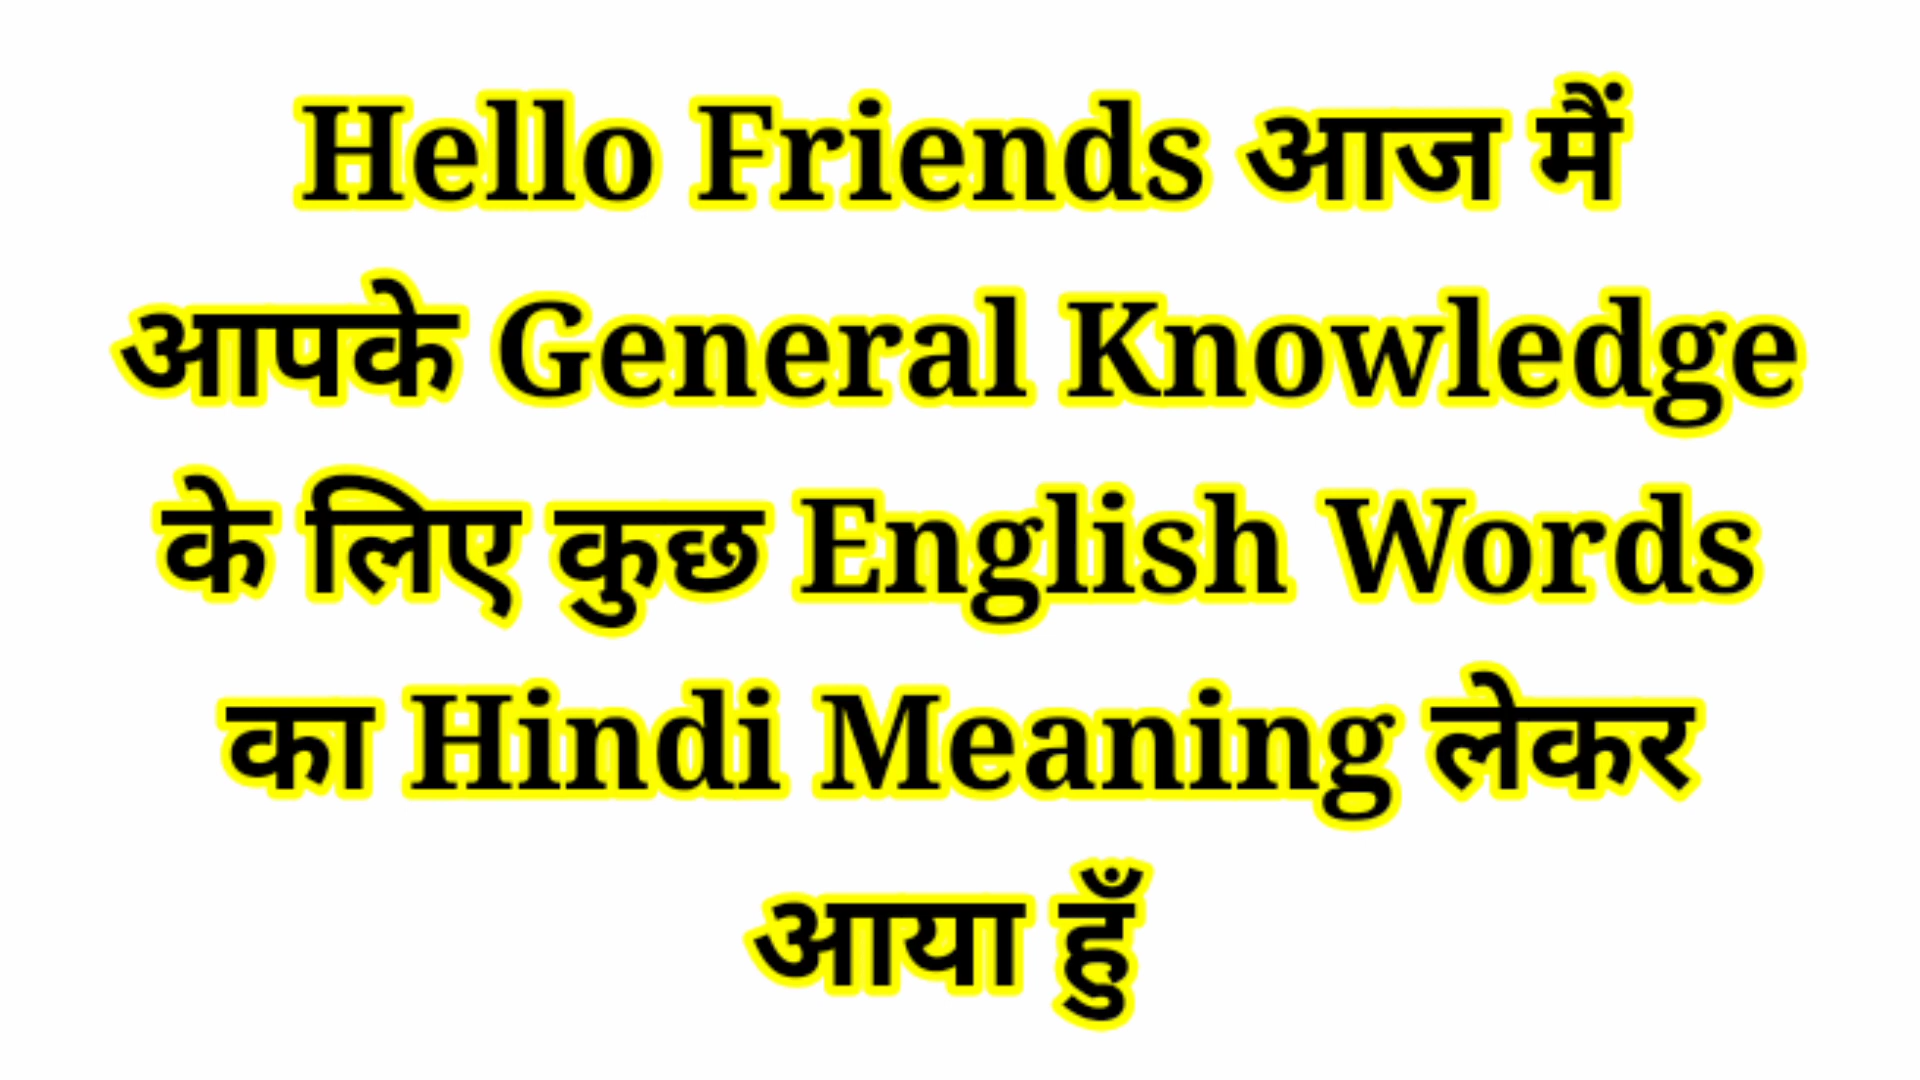 Hello Friends आज मैं
आपके General Knowledge
के लिए कुछ English Words
का Hindi Meaning लेकर
आया हुँ